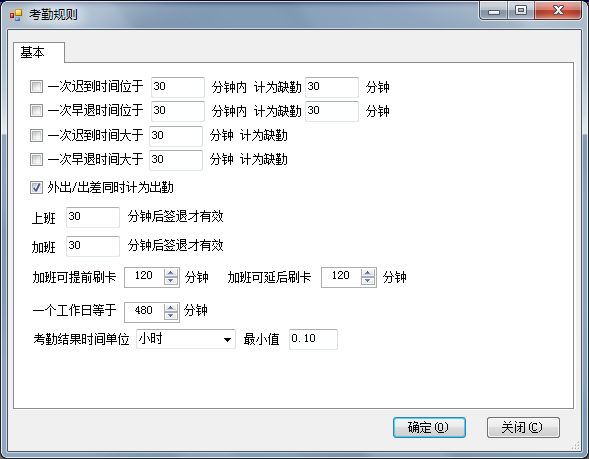 考勤规则
基本
一次迟到时间位于 30 分钟内 计为缺勤 30 分钟
一次早退时间位于 30 分钟内 计为缺勤 30 分钟
一次迟到时间大于 30 分钟 计为缺勤
一次早退时间大于 30 分钟 计为缺勤
外出/出差同时计为出勤
上班 30 分钟后签退才有效
加班 30 分钟后签退才有效
加班可提前刷卡 120 分钟 加班可延后刷卡 120 分钟
一个工作日等于 480 分钟
考勤结果时间单位 小时 最小值 0.10
确定(O) 关闭(C)